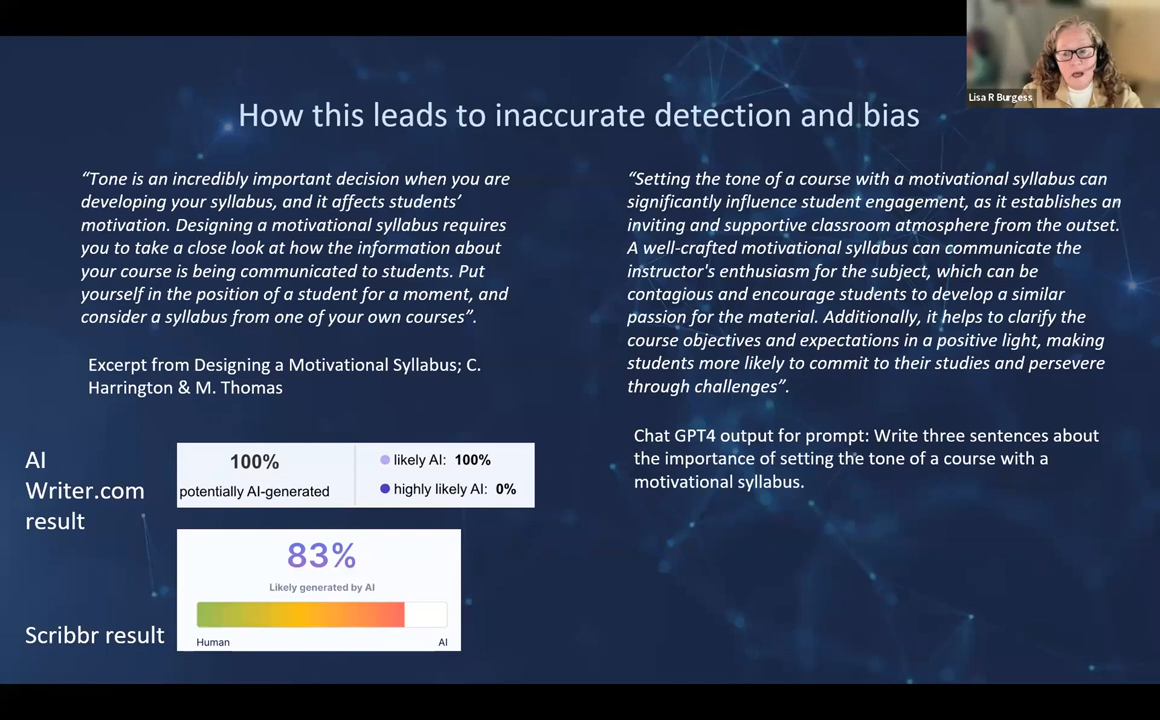 Lisa R Burgess
How this leads to inaccurate detection and bias
“Tone is an incredibly important decision when you are
developing your syllabus, and it affects students’
motivation. Designing a motivational syllabus requires
you to take a close look at how the information about
your course is being communicated to students. Put
yourself in the position of a student for a moment, and
consider a syllabus from one of your own courses”.
Excerpt from Designing a Motivational Syllabus; C.
Harrington & M. Thomas
“Setting the tone of a course with a motivational syllabus can
significantly influence student engagement, as it establishes an
inviting and supportive classroom atmosphere from the outset.
A well-crafted motivational syllabus can communicate the
instructor's enthusiasm for the subject, which can be
contagious and encourage students to develop a similar
passion for the material. Additionally, it helps to clarify the
course objectives and expectations in a positive light, making
students more likely to commit to their studies and persevere
through challenges”.
Chat GPT4 output for prompt: Write three sentences about
the importance of setting the tone of a course with a
motivational syllabus.
AI
Writer.com
result
100%
potentially AI-generated
likely AI: 100%
highly likely AI: 0%
Scribbr result
83%
Likely generated by AI
Human AI